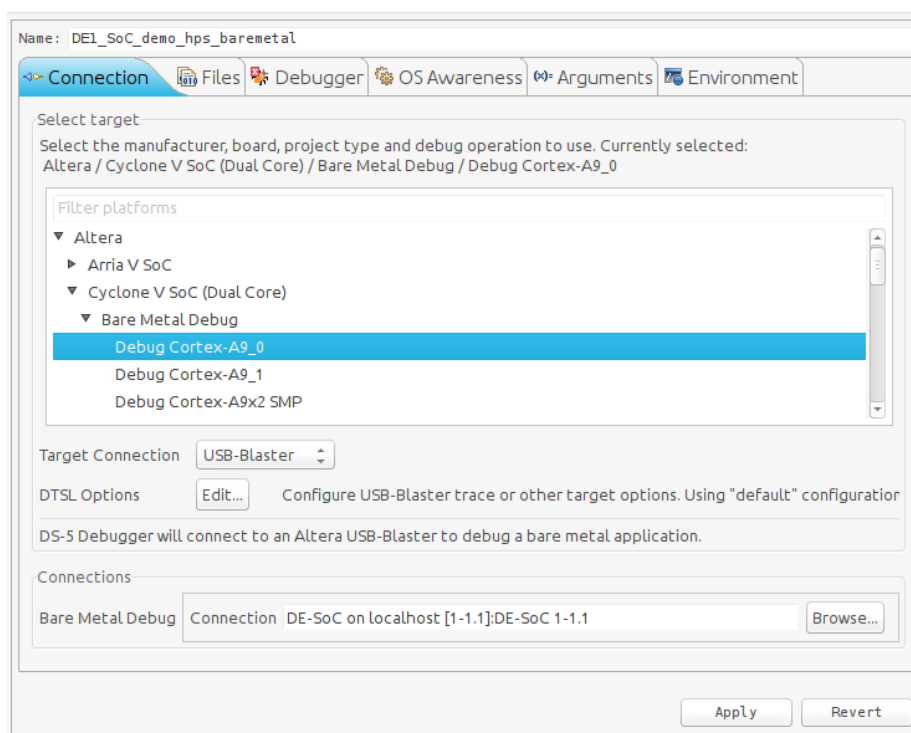 Name: DE1_SoC_demo_hps_baremetal
Connection Files Debugger OS Awareness (x)= Arguments Environment
Select target
Select the manufacturer, board, project type and debug operation to use. Currently selected:
Altera / Cyclone V SoC (Dual Core) / Bare Metal Debug / Debug Cortex-A9_0
Filter platforms
Altera
Arria V SoC
Cyclone V SoC (Dual Core)
Bare Metal Debug
Debug Cortex-A9_0
Debug Cortex-A9_1
Debug Cortex-A9x2 SMP
Target Connection USB-Blaster
DTSL Options Edit... Configure USB-Blaster trace or other target options. Using "default" configuration
DS-5 Debugger will connect to an Altera USB-Blaster to debug a bare metal application.
Connections
Bare Metal Debug Connection DE-SoC on localhost [1-1.1]:DE-SoC 1-1.1 Browse...
Apply Revert